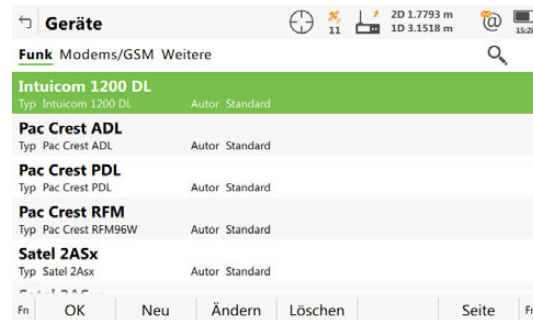 Geräte
11
2D 1.7793 m
1D 3.1518 m
@
15:28
Funk Modems/GSM Weitere
Intuicom 1200 DL
Typ Intuicom 1200 DL Autor Standard
Pac Crest ADL
Typ Pac Crest ADL Autor Standard
Pac Crest PDL
Typ Pac Crest PDL Autor Standard
Pac Crest RFM
Typ Pac Crest RFM96W Autor Standard
Satel 2ASx
Typ Satel 2Asx Autor Standard
Fn OK Neu Ändern Löschen Seite